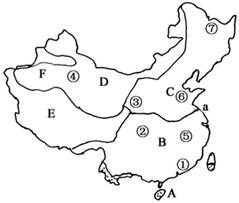 ⑦
F ④ D
③ C ⑥
E a
② B ⑤
①
A